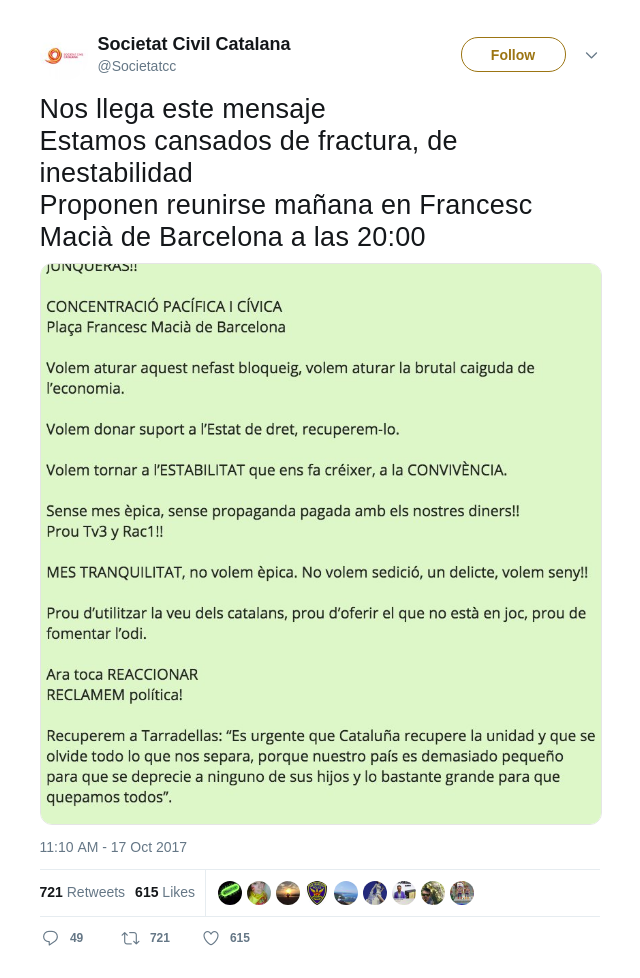 Societat Civil Catalana
@Societatcc
Follow
Nos llega este mensaje
Estamos cansados de fractura, de
inestabilidad
Proponen reunirse mañana en Francesc
Macià de Barcelona a las 20:00
JUNQUERAS!!
CONCENTRACIÓ PACÍFICA I CÍVICA
Plaça Francesc Macià de Barcelona
Volem aturar aquest nefast bloqueig, volem aturar la brutal caiguda de
l’economia.
Volem donar suport a l’Estat de dret, recuperem-lo.
Volem tornar a l’ESTABILITAT que ens fa créixer, a la CONVIVÈNCIA.
Sense mes èpica, sense propaganda pagada amb els nostres diners!!
Prou Tv3 y Rac1!!
MES TRANQUILITAT, no volem èpica. No volem sedició, un delicte, volem seny!!
Prou d’utilitzar la veu dels catalans, prou d’oferir el que no està en joc, prou de
fomentar l’odi.
Ara toca REACCIONAR
RECLAMEM política!
Recuperem a Tarradellas: “Es urgente que Cataluña recupere la unidad y que se
olvide todo lo que nos separa, porque nuestro país es demasiado pequeño
para que se deprecie a ninguno de sus hijos y lo bastante grande para que
quepamos todos”.
11:10 AM - 17 Oct 2017
721 Retweets 615 Likes
49 721 615